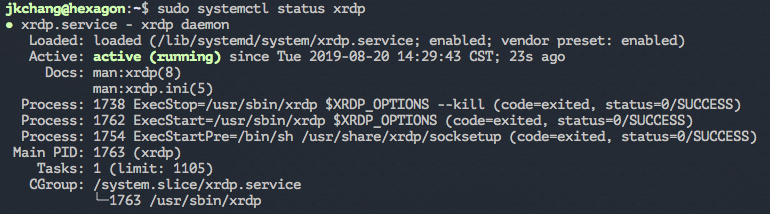 jkchang@hexagon:~$ sudo systemctl status xrdp
● xrdp.service - xrdp daemon
   Loaded: loaded (/lib/systemd/system/xrdp.service; enabled; vendor preset: enabled)
   Active: active (running) since Tue 2019-08-20 14:29:43 CST; 23s ago
     Docs: man:xrdp(8)
           man:xrdp.ini(5)
  Process: 1738 ExecStop=/usr/sbin/xrdp $XRDP_OPTIONS --kill (code=exited, status=0/SUCCESS)
  Process: 1762 ExecStart=/usr/sbin/xrdp $XRDP_OPTIONS (code=exited, status=0/SUCCESS)
  Process: 1754 ExecStartPre=/bin/sh /usr/share/xrdp/socksetup (code=exited, status=0/SUCCESS)
 Main PID: 1763 (xrdp)
    Tasks: 1 (limit: 1105)
   CGroup: /system.slice/xrdp.service
           └─1763 /usr/sbin/xrdp